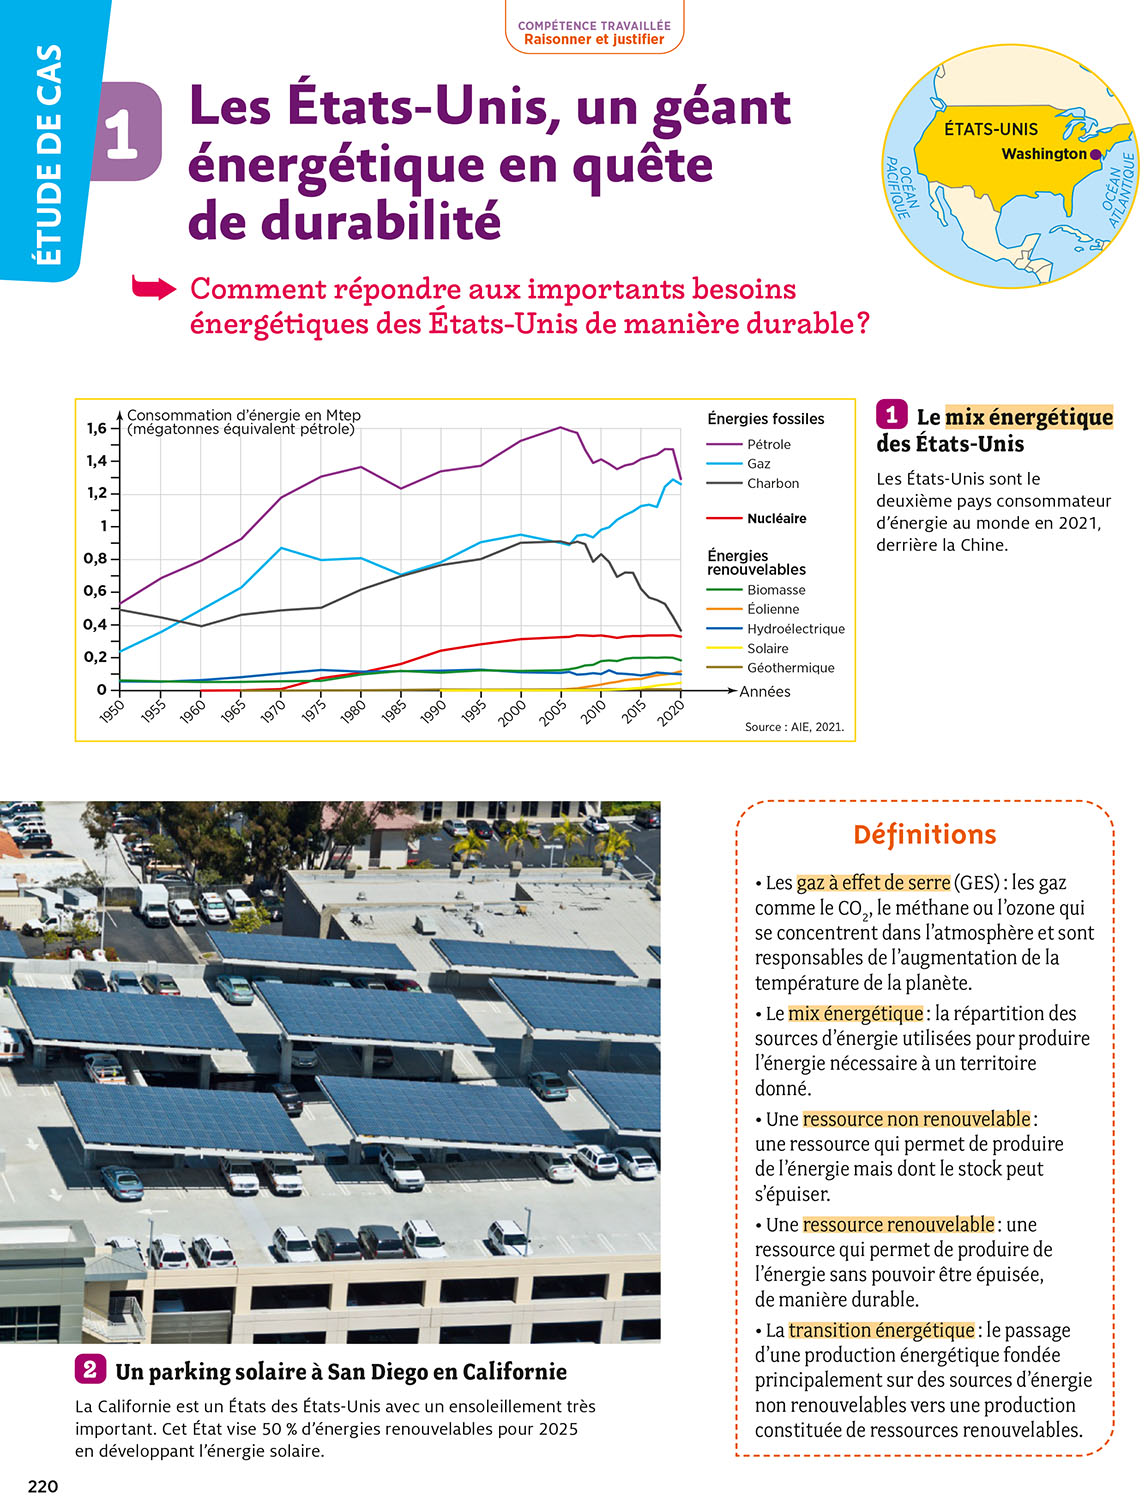 ÉTUDE DE CAS
COMPÉTENCE TRAVAILLÉE
Raisonner et justifier
1
Les États-Unis, un géant
énergétique en quête
de durabilité
Comment répondre aux importants besoins
énergétiques des États-Unis de manière durable ?
ÉTATS-UNIS
Washington
OCÉAN
PACIFIQUE
OCÉAN
ATLANTIQUE
Consommation d'énergie en Mtep
(mégatonnes équivalent pétrole)
1,6
1,4
1,2
1
0,8
0,6
0,4
0,2
0
1950
1955
1960
1965
1970
1975
1980
1985
1990
1995
2000
2005
2010
2015
2020
Années
Énergies fossiles
Pétrole
Gaz
Charbon
Nucléaire
Énergies
renouvelables
Biomasse
Éolienne
Hydroélectrique
Solaire
Géothermique
Source : AIE, 2021.
1 Le mix énergétique
des États-Unis
Les États-Unis sont le
deuxième pays consommateur
d'énergie au monde en 2021,
derrière la Chine.
2 Un parking solaire à San Diego en Californie
La Californie est un États des États-Unis avec un ensoleillement très
important. Cet État vise 50 % d'énergies renouvelables pour 2025
en développant l'énergie solaire.
Définitions
• Les gaz à effet de serre (GES) : les gaz
comme le CO2, le méthane ou l'ozone qui
se concentrent dans l'atmosphère et sont
responsables de l'augmentation de la
température de la planète.
• Le mix énergétique : la répartition des
sources d'énergie utilisées pour produire
l'énergie nécessaire à un territoire
donné.
• Une ressource non renouvelable :
une ressource qui permet de produire
de l'énergie mais dont le stock peut
s'épuiser.
• Une ressource renouvelable : une
ressource qui permet de produire de
l'énergie sans pouvoir être épuisée,
de manière durable.
• La transition énergétique : le passage
d'une production énergétique fondée
principalement sur des sources d'énergie
non renouvelables vers une production
constituée de ressources renouvelables.
220